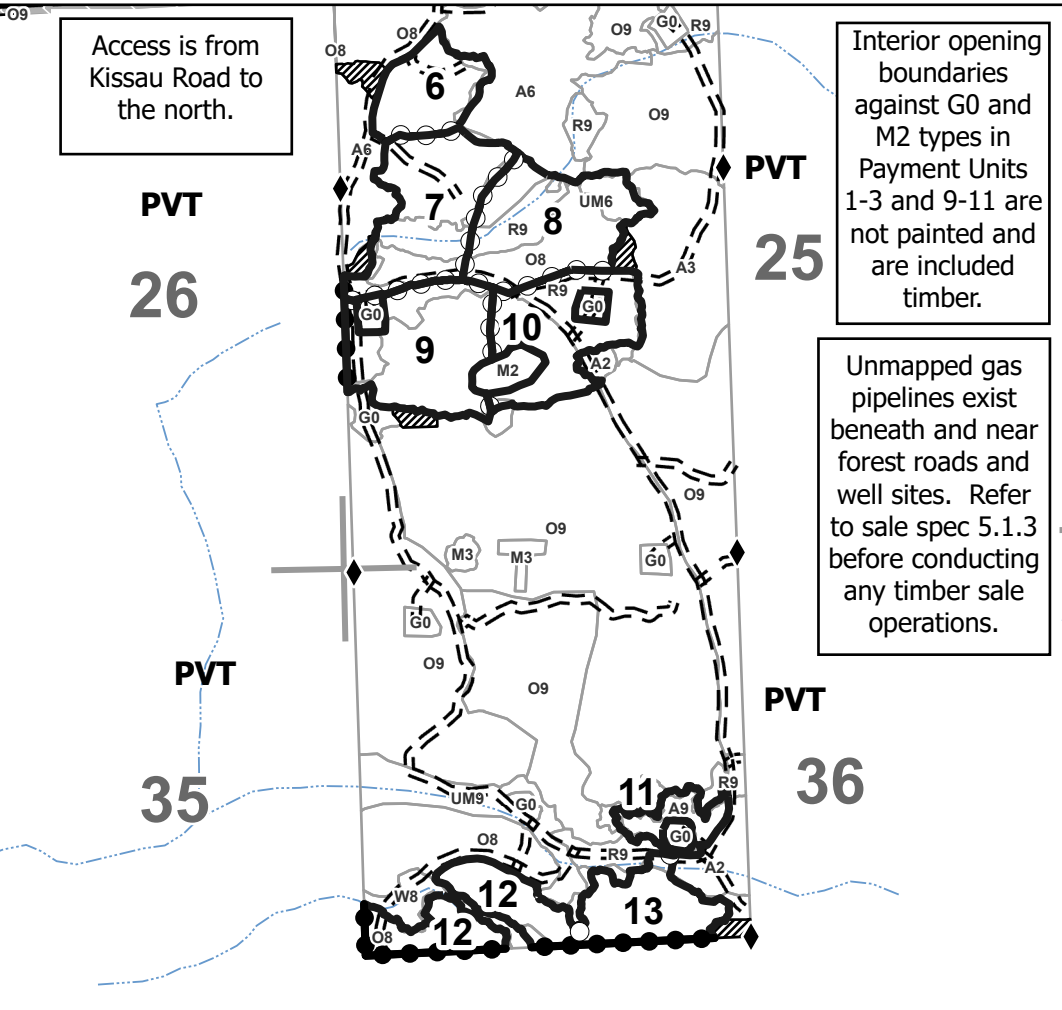 O9
Access is from
Kissau Road to
the north.
O8
O8
6
A6
O9
G0
R9
O9
R9
A6
Interior opening
boundaries
against G0 and
M2 types in
Payment Units
1-3 and 9-11 are
not painted and
are included
timber.
PVT
PVT
7
8
UM6
R9
O8
26
25
A3
R9
G0
G0
9
10
M2
A2
G0
Unmapped gas
pipelines exist
beneath and near
forest roads and
well sites. Refer
to sale spec 5.1.3
before conducting
any timber sale
operations.
O9
O9
M3
M3
G0
G0
O9
O9
PVT
PVT
35
36
UM9
G0
11
A9
R9
G0
O8
R9
A2
W8
12
13
O8
12